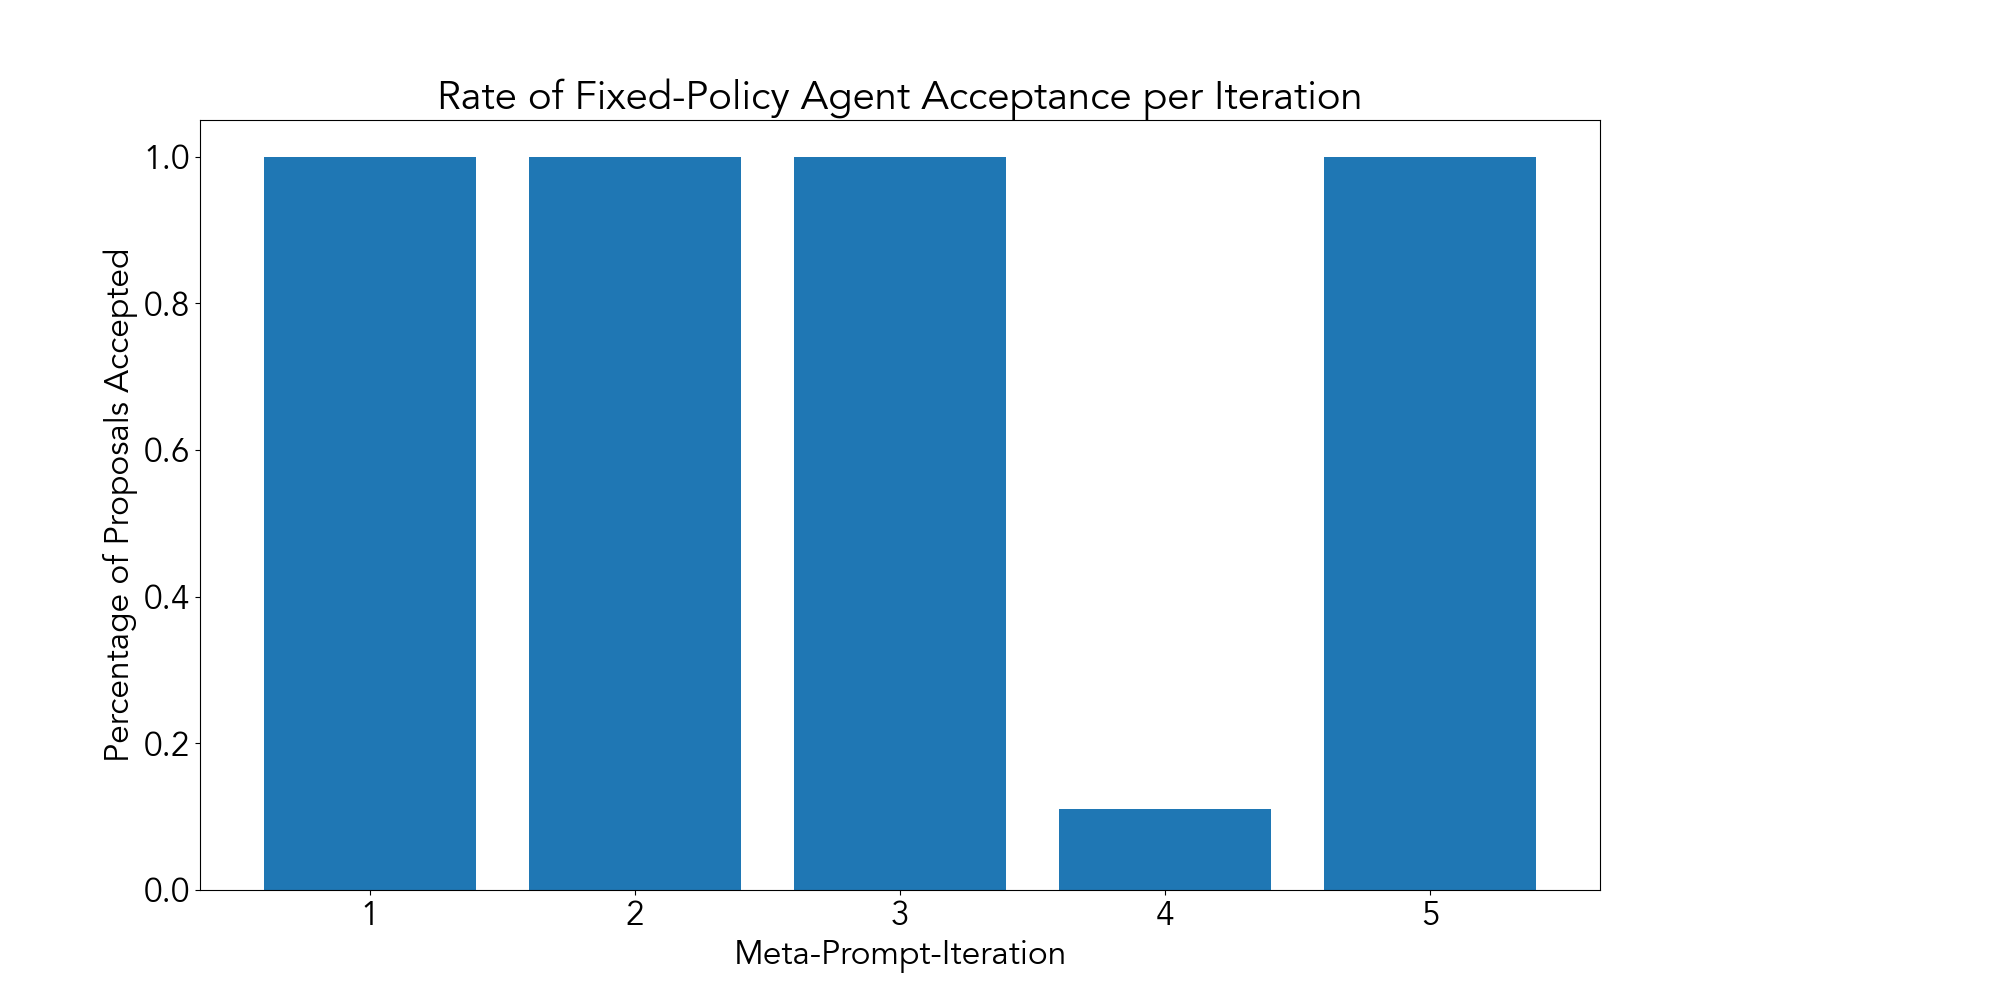 Rate of Fixed-Policy Agent Acceptance per Iteration
Percentage of Proposals Accepted
1.0
0.8
0.6
0.4
0.2
0.0
1 2 3 4 5
Meta-Prompt-Iteration